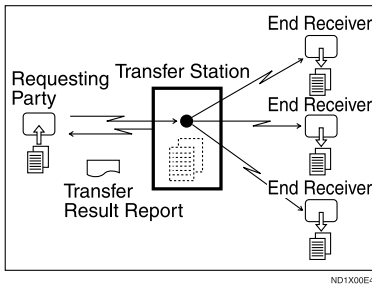 End Receiver
Requesting
Party
Transfer Station
End Receiver
End Receiver
Transfer
Result Report
ND1X00E4